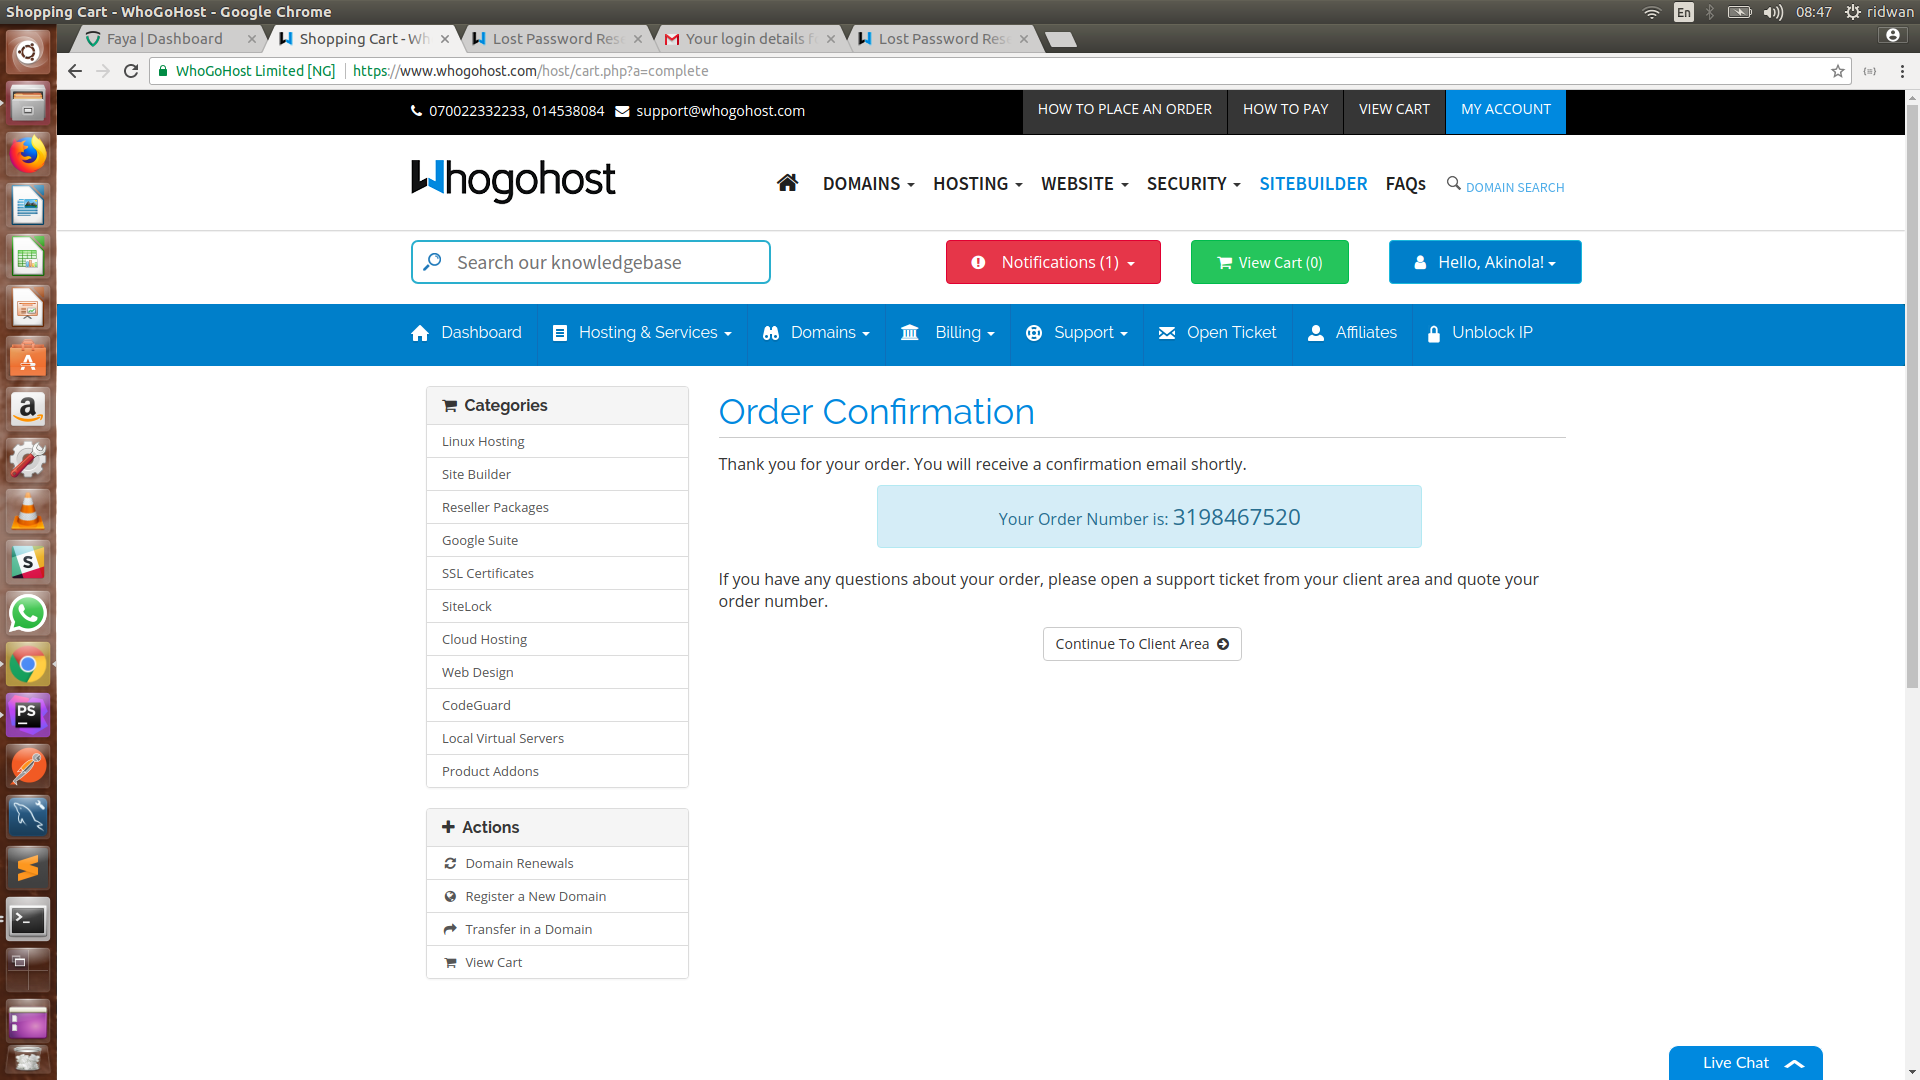 Shopping Cart - WhoGoHost - Google Chrome
En
08:47
ridwan
Faya | Dashboard
Shopping Cart - Wh
Lost Password Res
Your login details f
Lost Password Res
WhoGoHost Limited [NG]
https://www.whogohost.com/host/cart.php?a=complete
070022332233, 014538084
support@whogohost.com
HOW TO PLACE AN ORDER
HOW TO PAY
VIEW CART
MY ACCOUNT
Whogohost
DOMAINS
HOSTING
WEBSITE
SECURITY
SITEBUILDER
FAQs
DOMAIN SEARCH
Search our knowledgebase
Notifications (1)
View Cart (0)
Hello, Akinola!
Dashboard
Hosting & Services
Domains
Billing
Support
Open Ticket
Affiliates
Unblock IP
Categories
Linux Hosting
Site Builder
Reseller Packages
Google Suite
SSL Certificates
SiteLock
Cloud Hosting
Web Design
CodeGuard
Local Virtual Servers
Product Addons
Actions
Domain Renewals
Register a New Domain
Transfer in a Domain
View Cart
Order Confirmation
Thank you for your order. You will receive a confirmation email shortly.
Your Order Number is: 3198467520
If you have any questions about your order, please open a support ticket from your client area and quote your
order number.
Continue To Client Area
Live Chat
a
S
PS
>_